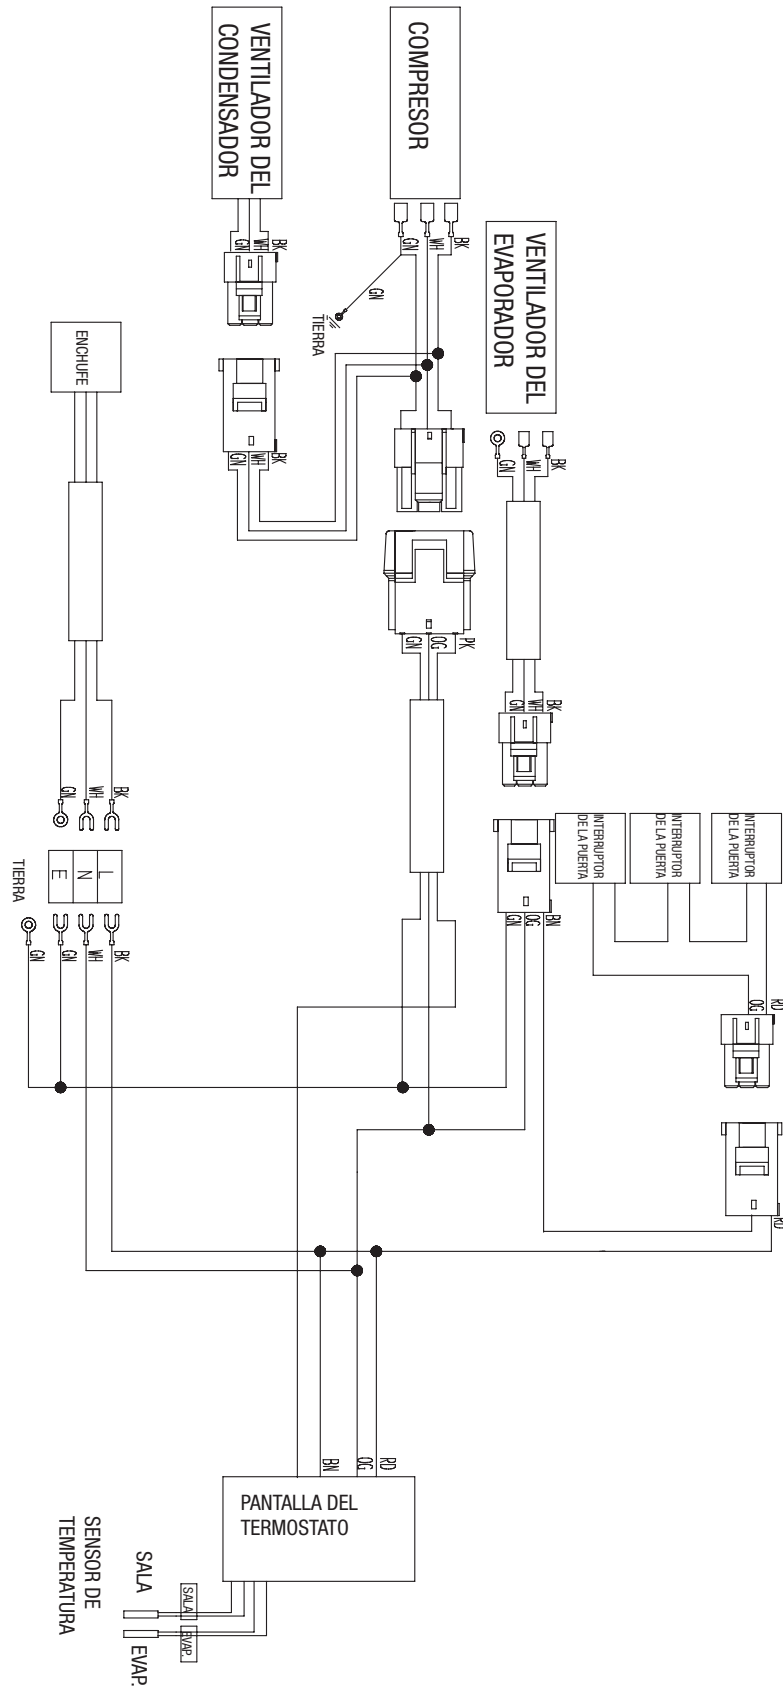 VENTILADOR DEL
CONDENSADOR
BK
WH
GN
COMPRESOR
BK
WH
GN
GN
TIERRA
VENTILADOR DEL
EVAPORADOR
BK
WH
GN
ENCHUFE
BK
WH
GN
PK
OG
GN
BK
WH
GN
BK
WH
GN
L
N
E
TIERRA
BK
WH
GN
GN
BN
OG
GN
INTERRUPTOR
DE LA PUERTA
INTERRUPTOR
DE LA PUERTA
INTERRUPTOR
DE LA PUERTA
RD
OG
RD
BN
OG
RD
PANTALLA DEL
TERMOSTATO
SENSOR DE
TEMPERATURA
SALA
SALA
EVAP.
EVAP.